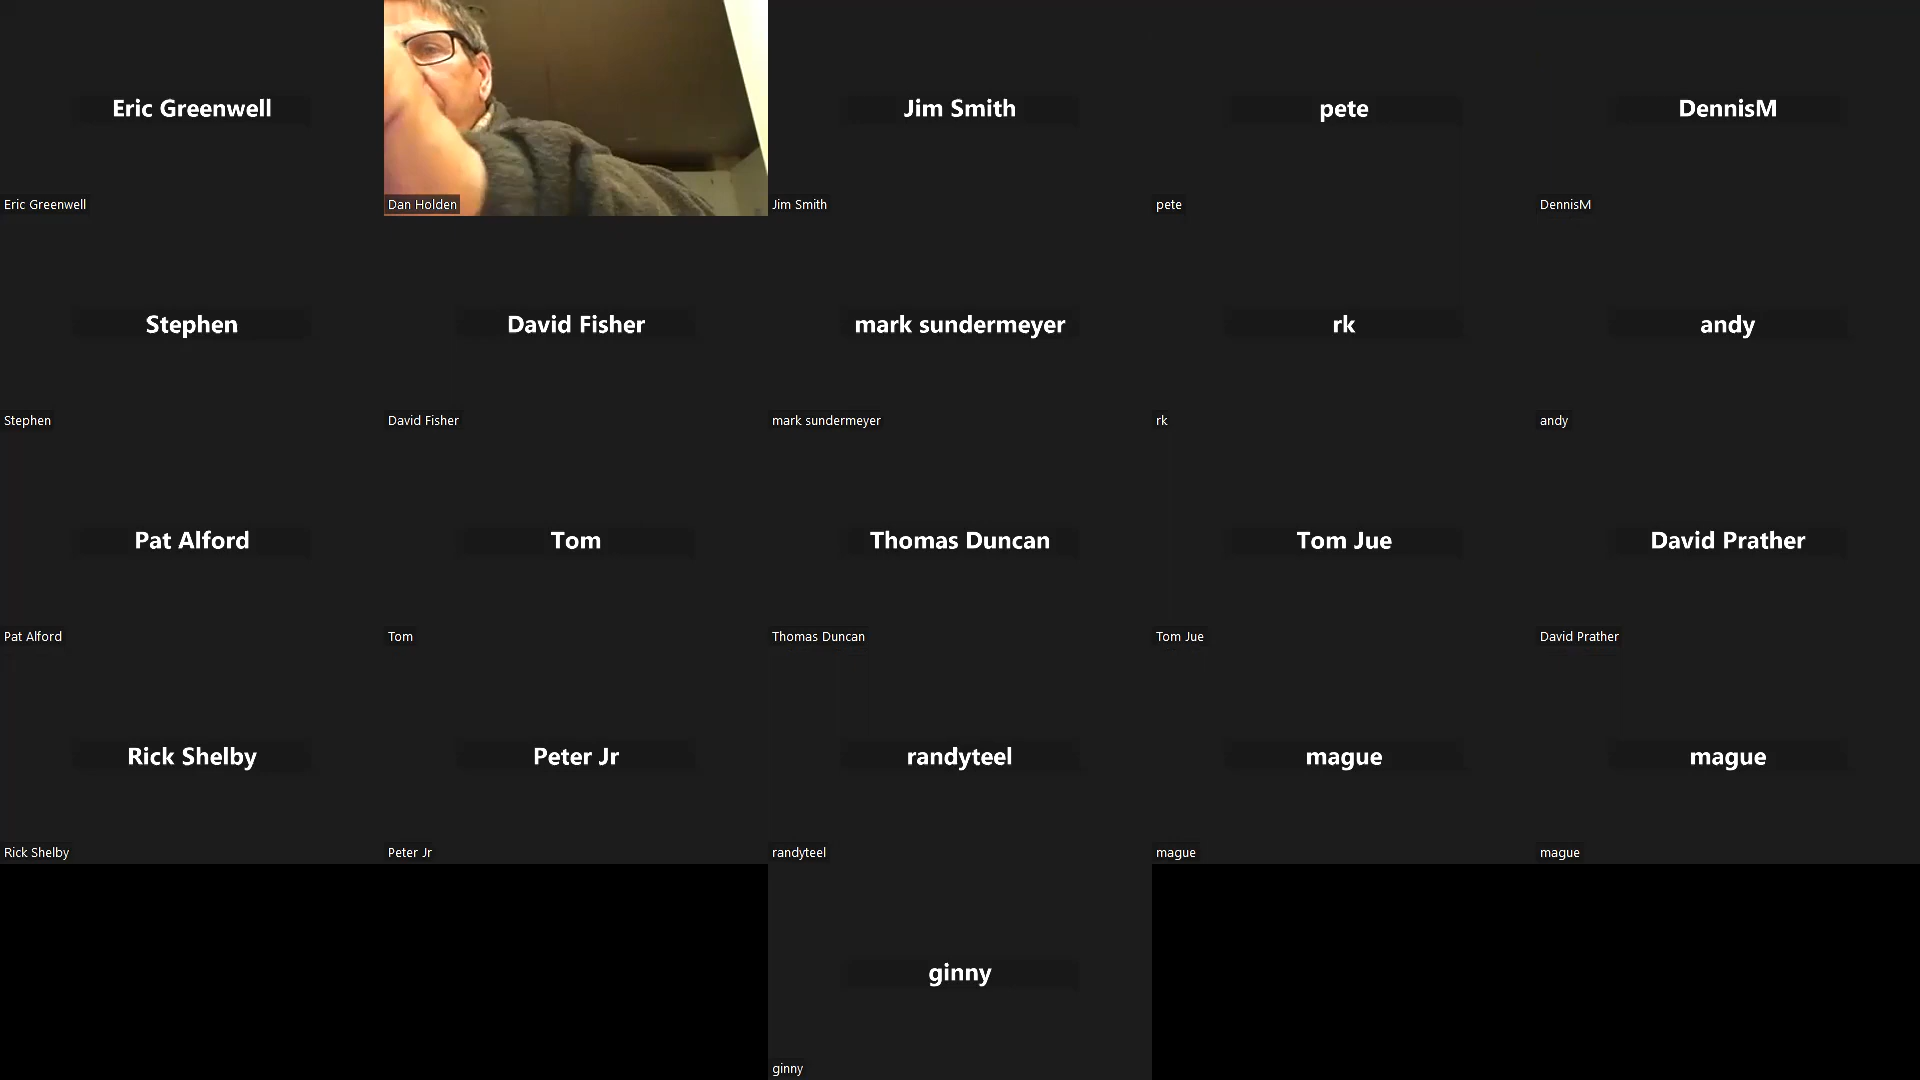 Eric Greenwell
Jim Smith
pete
DennisM
Eric Greenwell
Dan Holden
Jim Smith
pete
DennisM
Stephen
David Fisher
mark sundermeyer
rk
andy
Stephen
David Fisher
mark sundermeyer
rk
andy
Pat Alford
Tom
Thomas Duncan
Tom Jue
David Prather
Pat Alford
Tom
Thomas Duncan
Tom Jue
David Prather
Rick Shelby
Peter Jr
randyteel
mague
mague
Rick Shelby
Peter Jr
randyteel
mague
mague
ginny
ginny